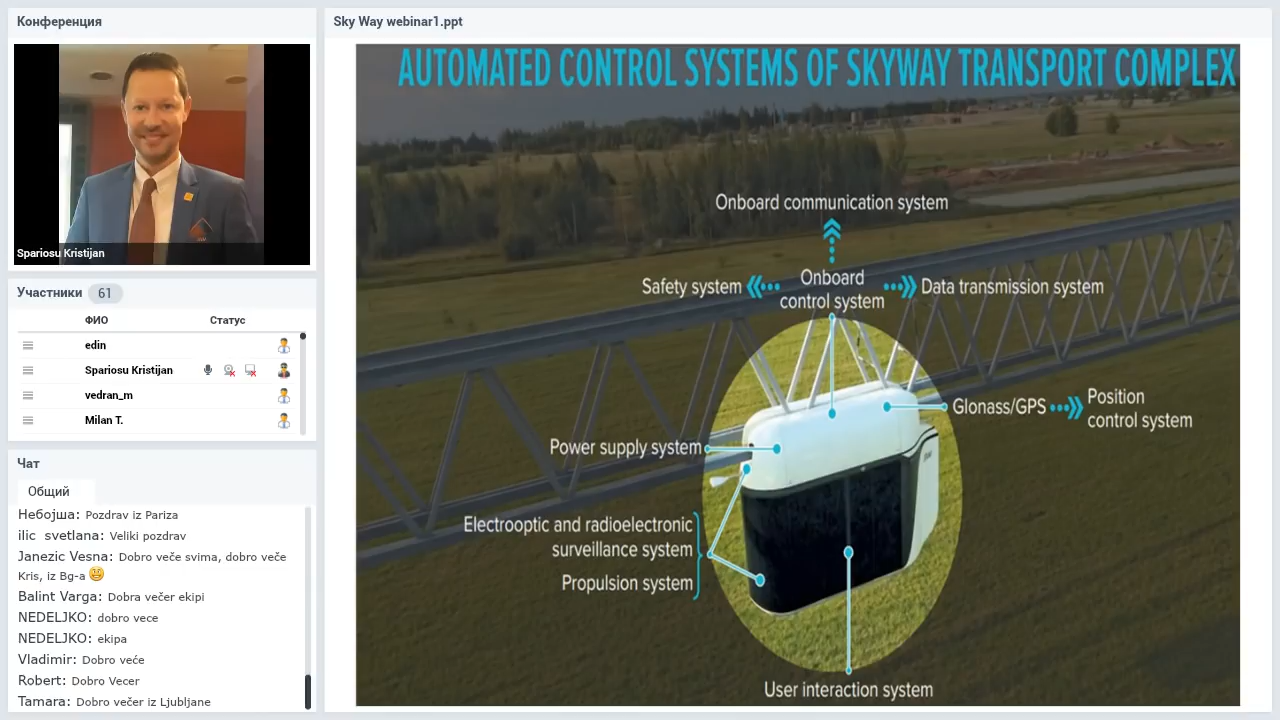 Конференция
Spariosu Kristijan
Участники 61
ФИО Статус
edin
Spariosu Kristijan
vedran_m
Milan T.
Чат
Общий
Небојша: Pozdrav iz Pariza
ilic svetlana: Veliki pozdrav
Janezic Vesna: Dobro veče svima, dobro veče
Kris, iz Bg-a
Balint Varga: Dobra večer ekipi
NEDELJKO: dobro vece
NEDELJKO: ekipa
Vladimir: Dobro veće
Robert: Dobro Vecer
Tamara: Dobro večer iz Ljubljane
Sky Way webinar1.ppt
AUTOMATED CONTROL SYSTEMS OF SKYWAY TRANSPORT COMPLEX
Onboard communication system
Safety system
Onboard
control system
Data transmission system
Glonass/GPS
Position
control system
Power supply system
Electrooptic and radioelectronic
surveillance system
Propulsion system
User interaction system